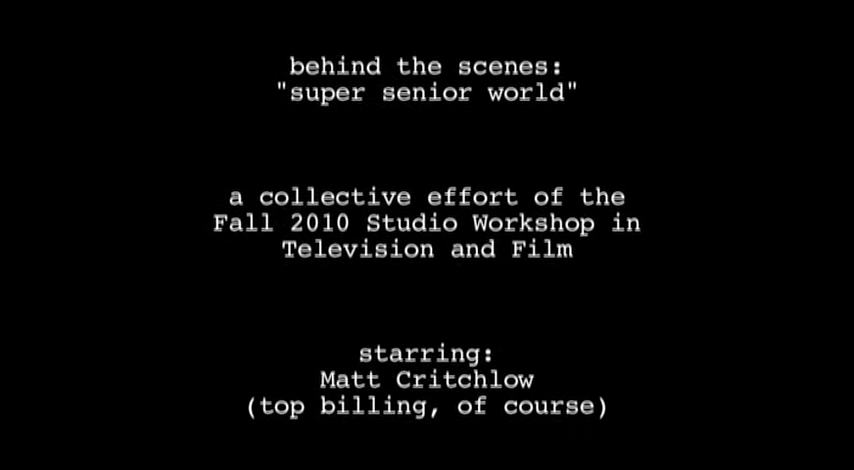 behind the scenes:
"super senior world"
a collective effort of the
Fall 2010 Studio Workshop in
Television and Film
starring:
Matt Critchlow
(top billing, of course)